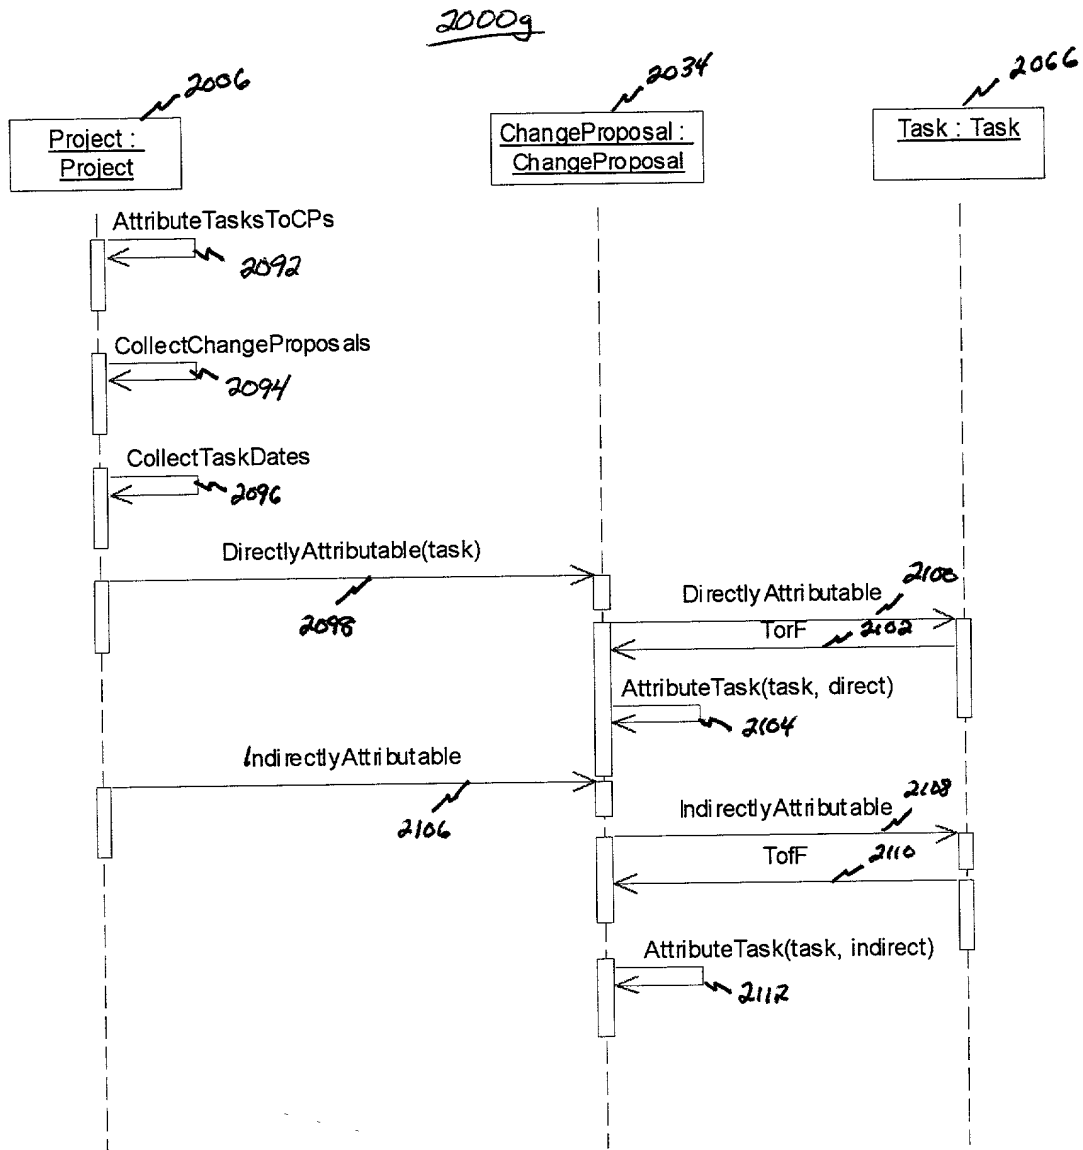 2000g
2006
2034
2066
Project :
Project
ChangeProposal :
ChangeProposal
Task : Task
AttributeTasksToCPs
2092
CollectChangeProposals
2094
CollectTaskDates
2096
DirectlyAttributable(task)
2098
DirectlyAttributable
2100
TorF
2102
AttributeTask(task, direct)
2104
IndirectlyAttributable
2106
IndirectlyAttributable
2108
TofF
2110
AttributeTask(task, indirect)
2112